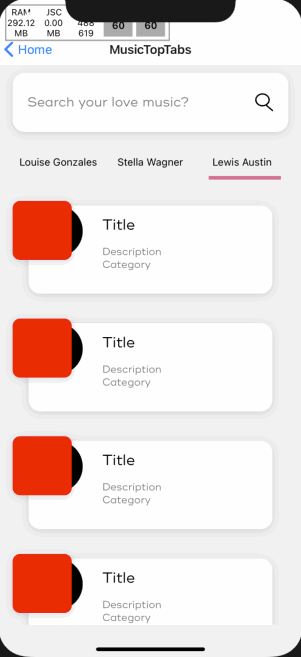 RAM JSC
292.12 0.00 488 60 60
MB MB 619
Home MusicTopTabs
Search your love music?
Louise Gonzales Stella Wagner Lewis Austin
Title
Description
Category
Title
Description
Category
Title
Description
Category
Title
Description
Category